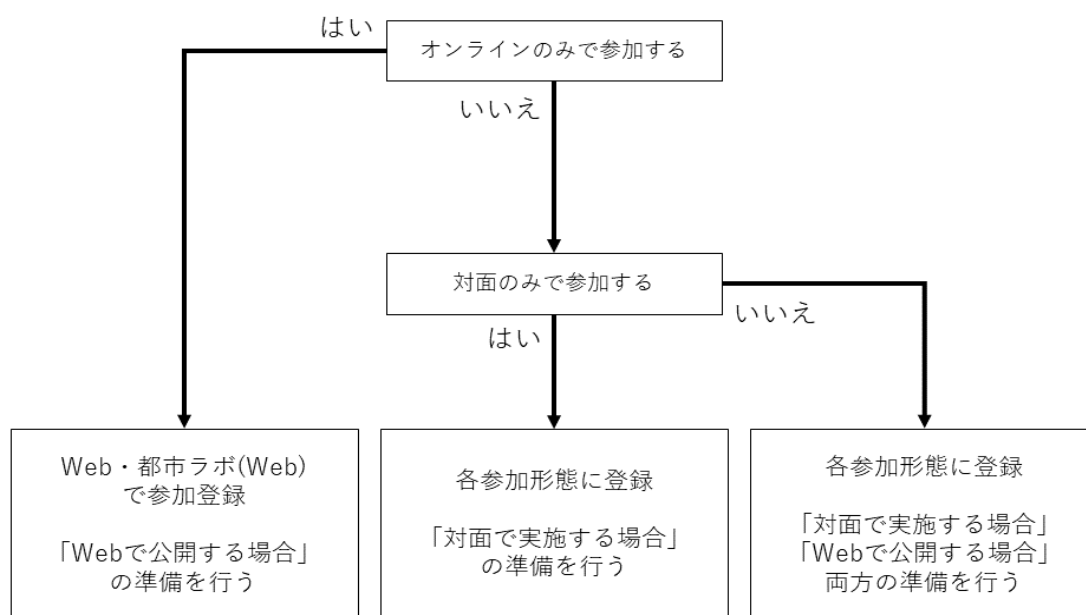 はい
オンラインのみで参加する
いいえ
対面のみで参加する
いいえ
はい
Web・都市ラボ(Web)
で参加登録
「Webで公開する場合」
の準備を行う
各参加形態に登録
「対面で実施する場合」
の準備を行う
各参加形態に登録
「対面で実施する場合」
「Webで公開する場合」
両方の準備を行う